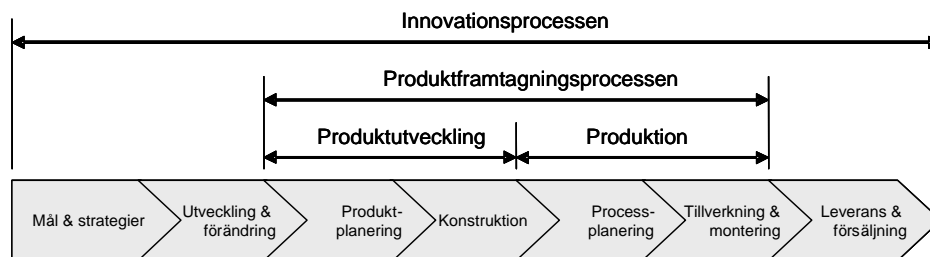 Innovationsprocessen
Produktframtagningsprocessen
Produktutveckling
Produktion
Mål & strategier
Utveckling &
förändring
Produkt-
planering
Konstruktion
Process-
planering
Tillverkning &
montering
Leverans &
försäljning